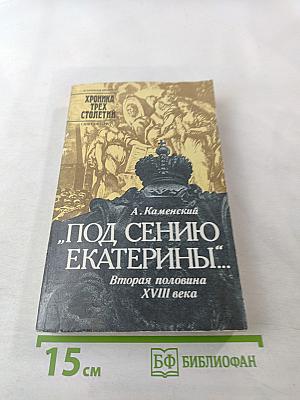 ХРОНИКА
ТРЕХ
СТОЛЕТИЙ
А. Каменский
„ПОД СЕНИЮ
ЕКАТЕРИНЫ“...
Вторая половина
XVIII века
15 см
БФ БИБЛИОФАН